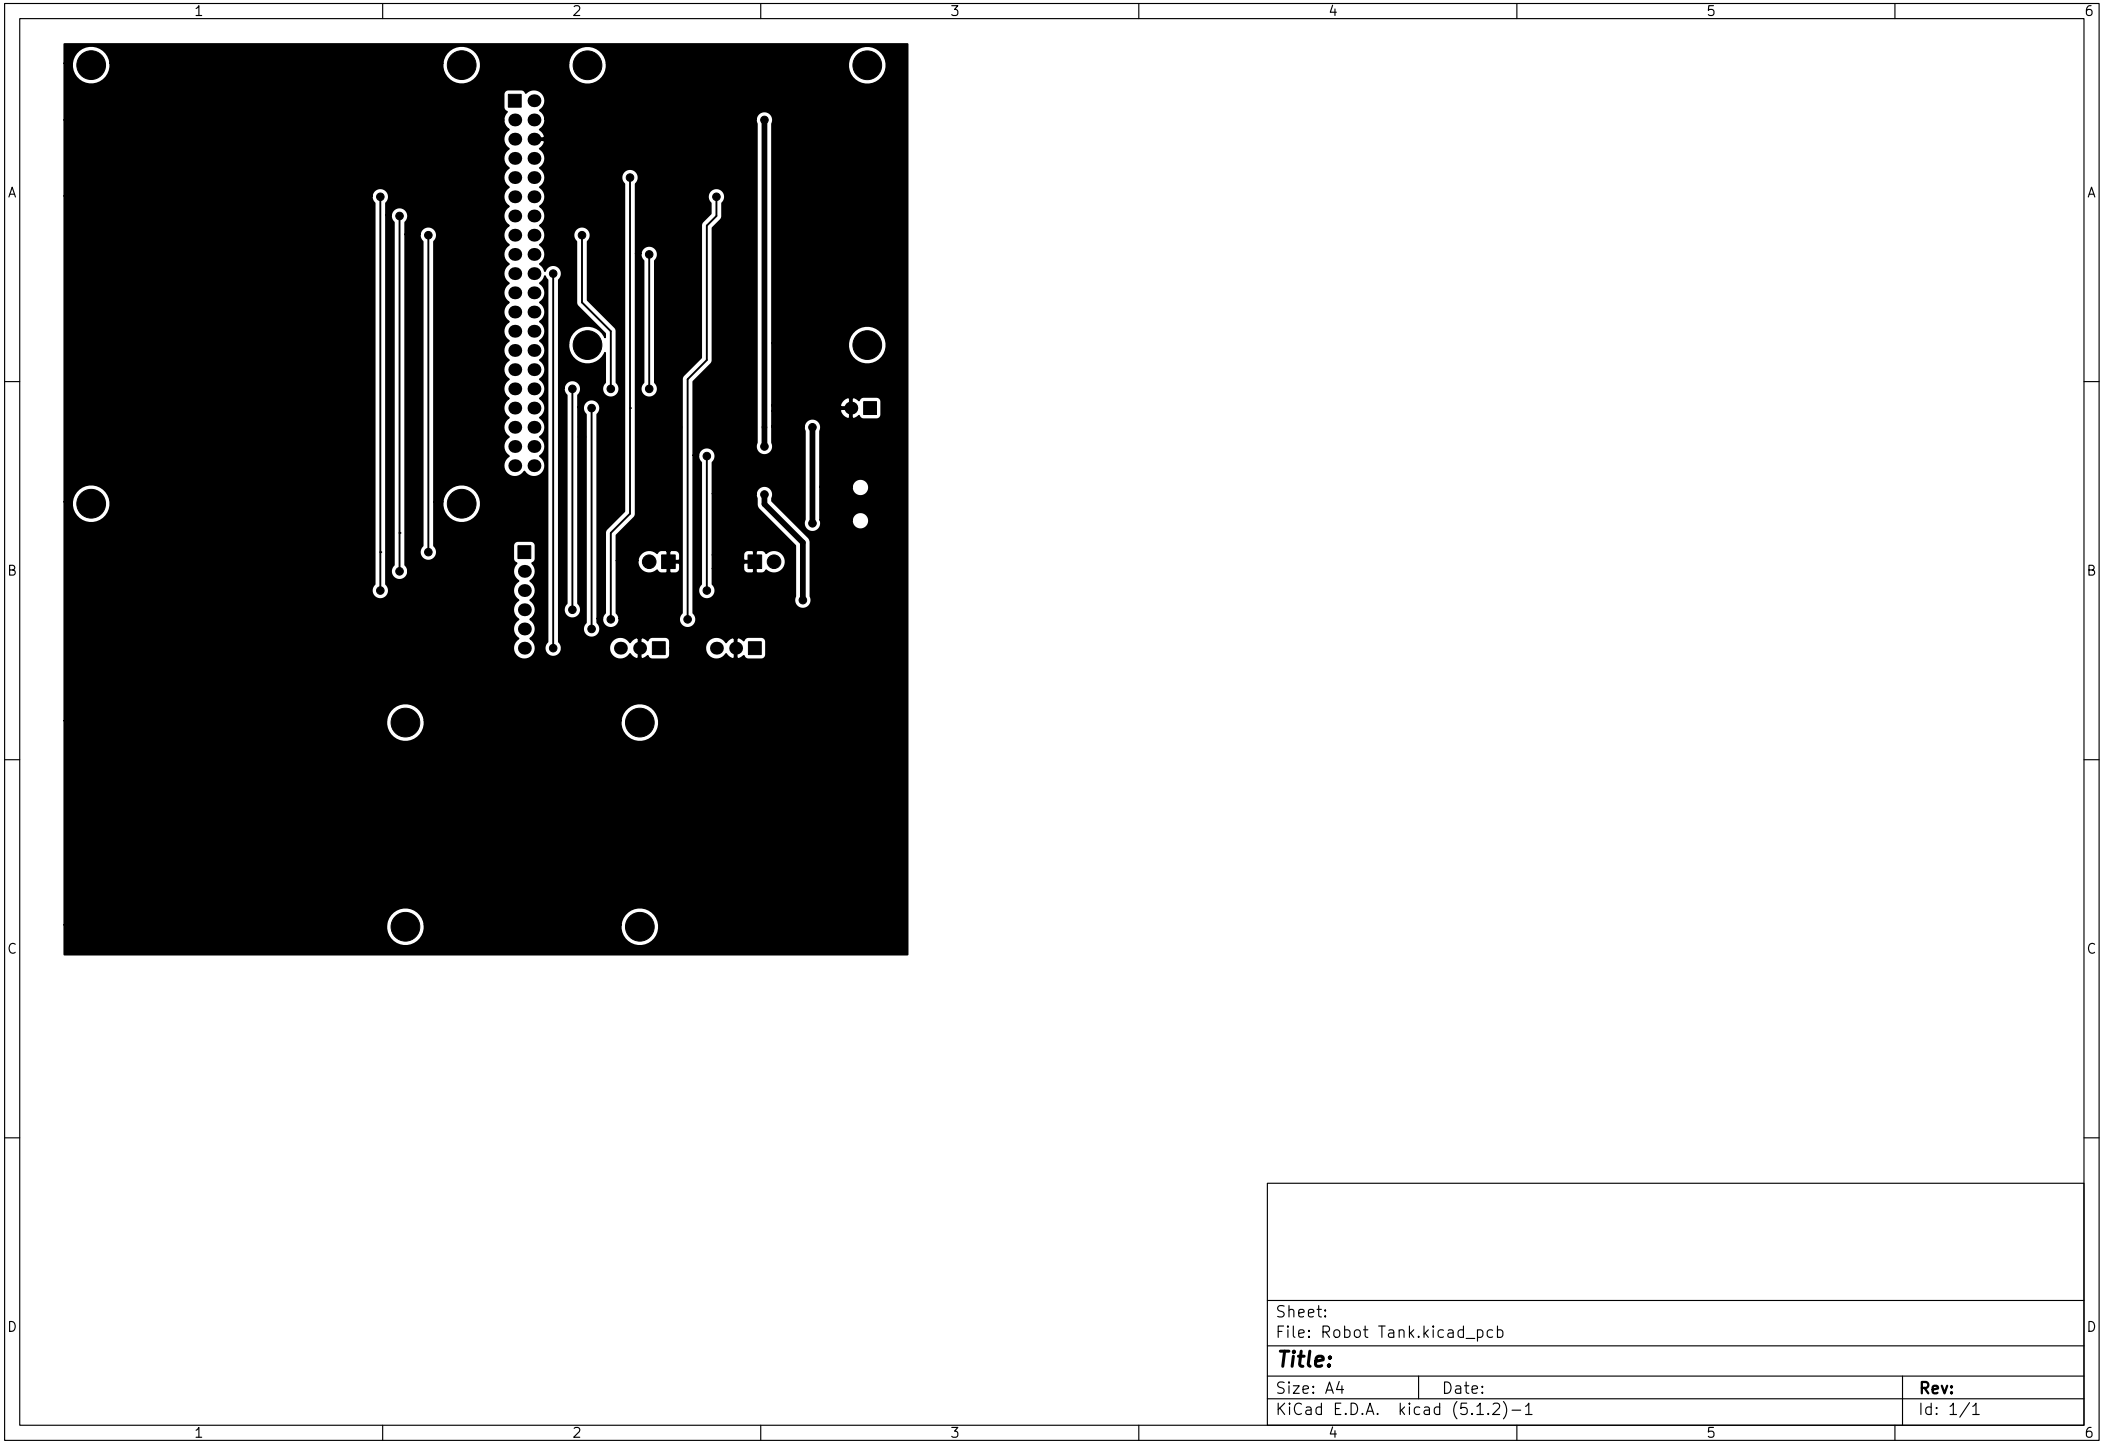 1 2 3 4 5 6
A A
B B
C C
D D
Sheet:
File: Robot Tank.kicad_pcb
Title:
Size: A4 Date: Rev:
KiCad E.D.A. kicad (5.1.2)-1 Id: 1/1
1 2 3 4 5 6